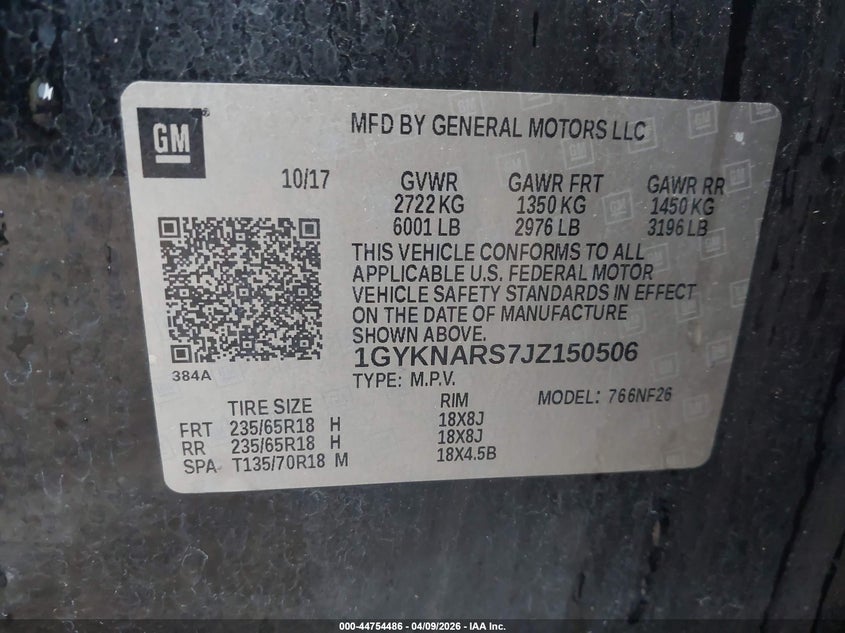 GM
MFD BY GENERAL MOTORS LLC
10/17 GVWR GAWR FRT GAWR RR
2722 KG 1350 KG 1450 KG
6001 LB 2976 LB 3196 LB
THIS VEHICLE CONFORMS TO ALL
APPLICABLE U.S. FEDERAL MOTOR
VEHICLE SAFETY STANDARDS IN EFFECT
ON THE DATE OF MANUFACTURE
SHOWN ABOVE.
1GYKNARS7JZ150506
384A
TYPE: M.P.V.
MODEL: 766NF26
TIRE SIZE RIM
FRT 235/65R18 H 18X8J
RR 235/65R18 H 18X8J
SPA T135/70R18 M 18X4.5B
000-44754486 | 04/09/2026 | IAA Inc.